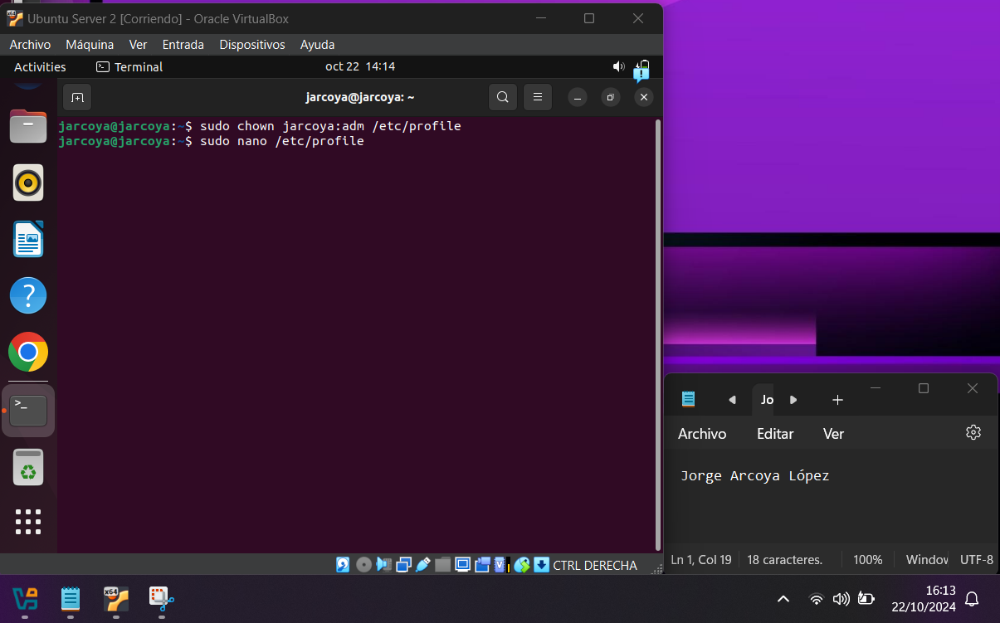 Ubuntu Server 2 [Corriendo] - Oracle VirtualBox
Archivo Máquina Ver Entrada Dispositivos Ayuda
Activities Terminal oct 22 14:14
jarcoya@jarcoya: ~
jarcoya@jarcoya:~$ sudo chown jarcoya:adm /etc/profile
jarcoya@jarcoya:~$ sudo nano /etc/profile
CTRL DERECHA
Jo
Archivo Editar Ver
Jorge Arcoya López
Ln 1, Col 19 18 caracteres. 100% Window UTF-8
x64
16:13
22/10/2024